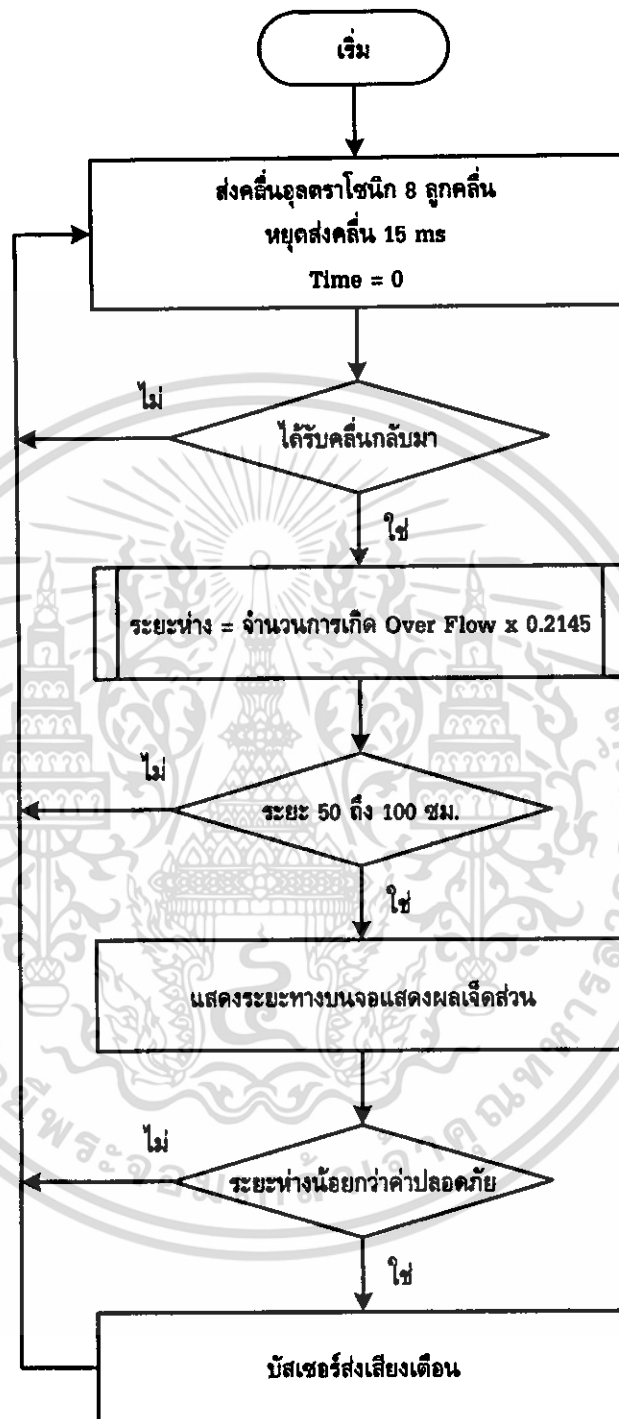 เริ่ม
ส่งคลื่นอุลตราโซนิก 8 ลูกคลื่น
หยุดส่งคลื่น 15 ms
Time = 0
ไม่
ได้รับคลื่นกลับมา
ใช่
ระยะห่าง = จำนวนการเกิด Over Flow x 0.2145
ไม่
ระยะ 50 ถึง 100 ซม.
ใช่
แสดงระยะทางบนจอแสดงผลเจ็ดส่วน
ไม่
ระยะห่างน้อยกว่าค่าปลอดภัย
ใช่
บัสเซอร์ส่งเสียงเตือน